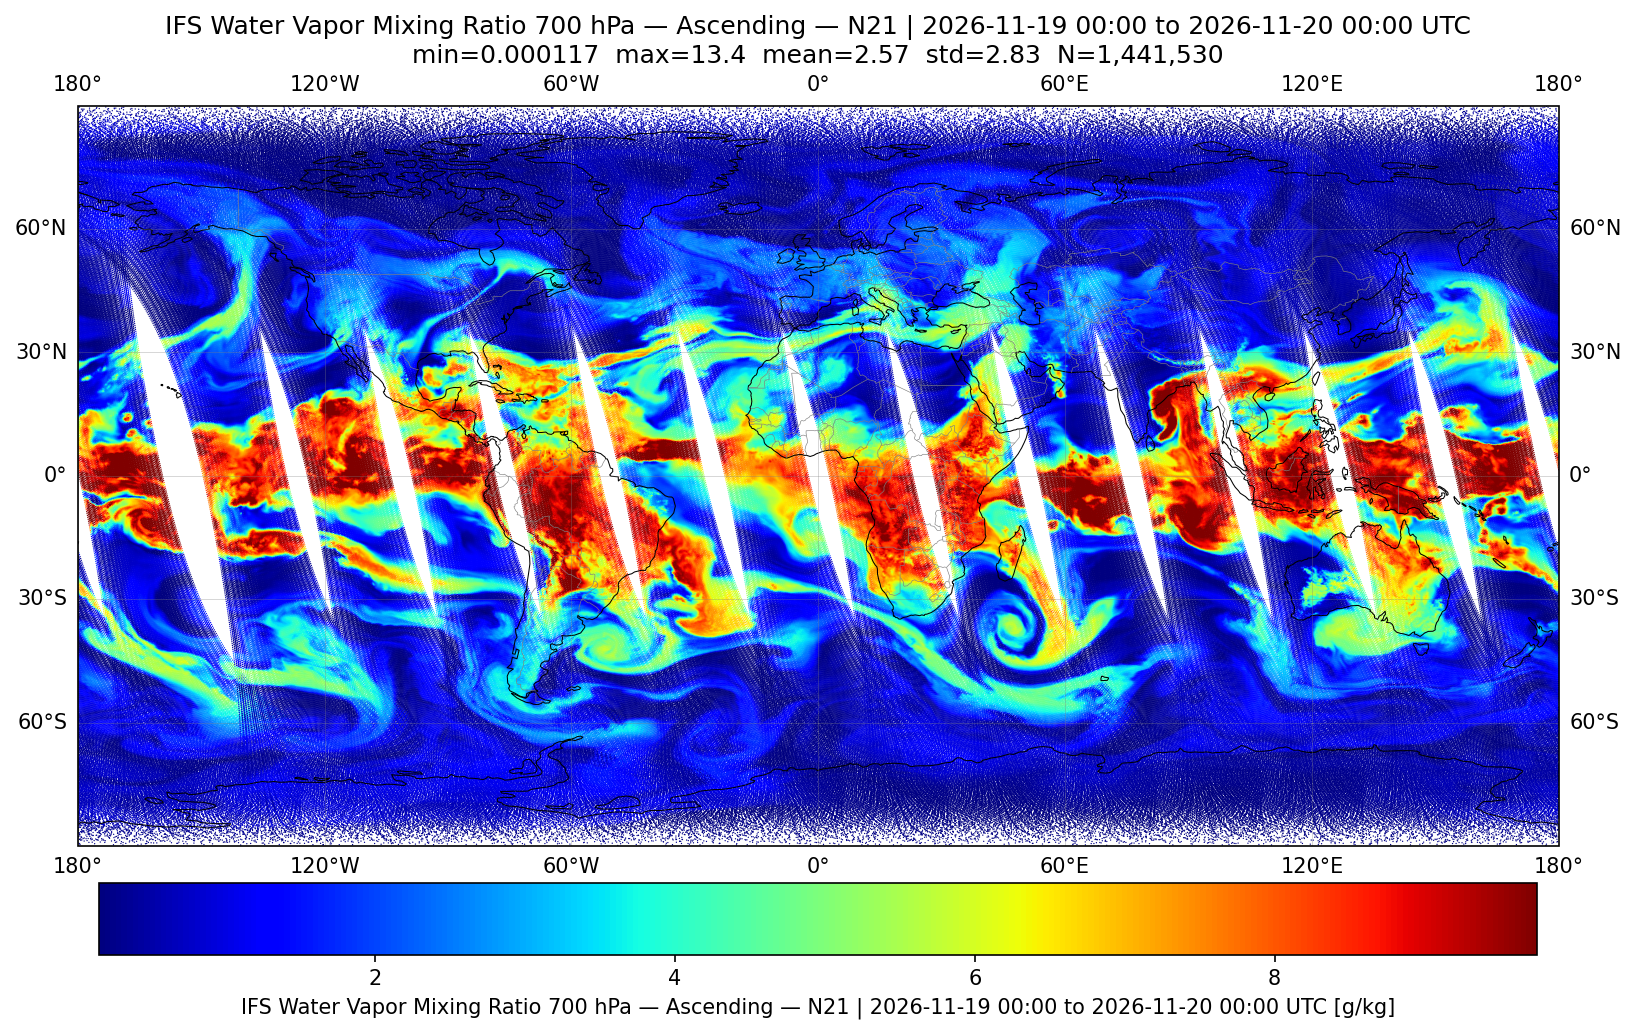 IFS Water Vapor Mixing Ratio 700 hPa — Ascending — N21 | 2026-11-19 00:00 to 2026-11-20 00:00 UTC
min=0.000117  max=13.4  mean=2.57  std=2.83  N=1,441,530
180° 120°W 60°W 0° 60°E 120°E 180°
60°N 60°N
30°N 30°N
0° 0°
30°S 30°S
60°S 60°S
180° 120°W 60°W 0° 60°E 120°E 180°
2 4 6 8
IFS Water Vapor Mixing Ratio 700 hPa — Ascending — N21 | 2026-11-19 00:00 to 2026-11-20 00:00 UTC [g/kg]